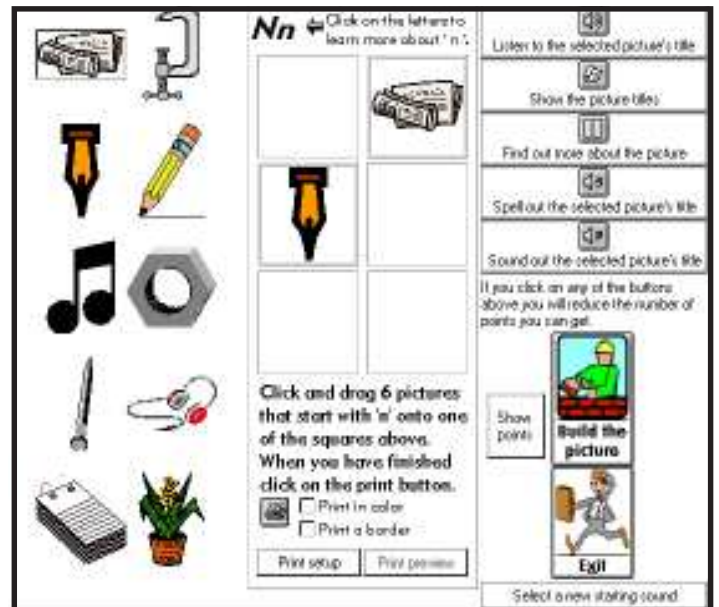 Nn Click on the letters to
learn more about 'n'.
Click and drag 6 pictures
that start with 'n' onto one
of the squares above.
When you have finished
click on the print button.
Print in color
Print a border
Print setup
Print preview
Listen to the selected picture's title
Show the picture titles
Find out more about the picture
Spell out the selected picture's title
Sound out the selected picture's title
If you click on any of the buttons
above you will reduce the number of
points you can get.
Show
points
Build the
picture
Exit
Select a new starting sound